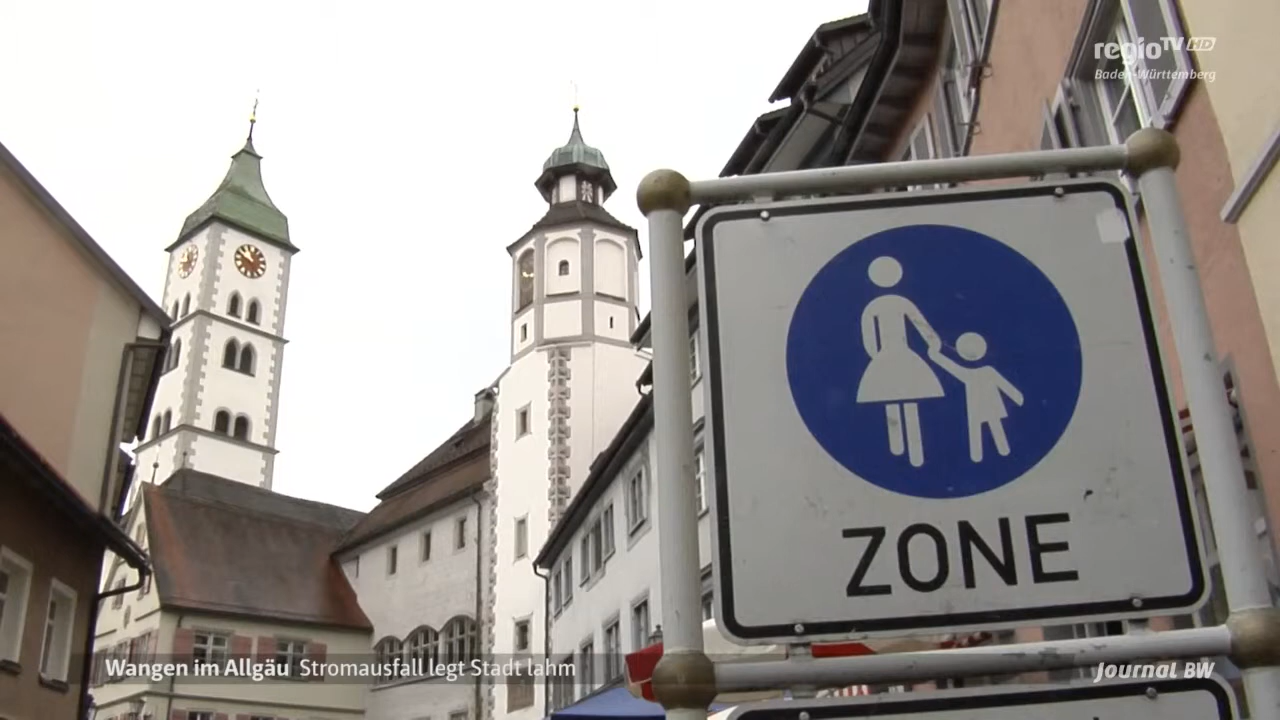 regioTV HD
Baden-Württemberg
ZONE
Wangen im Allgäu Stromausfall legt Stadt lahm
Journal BW